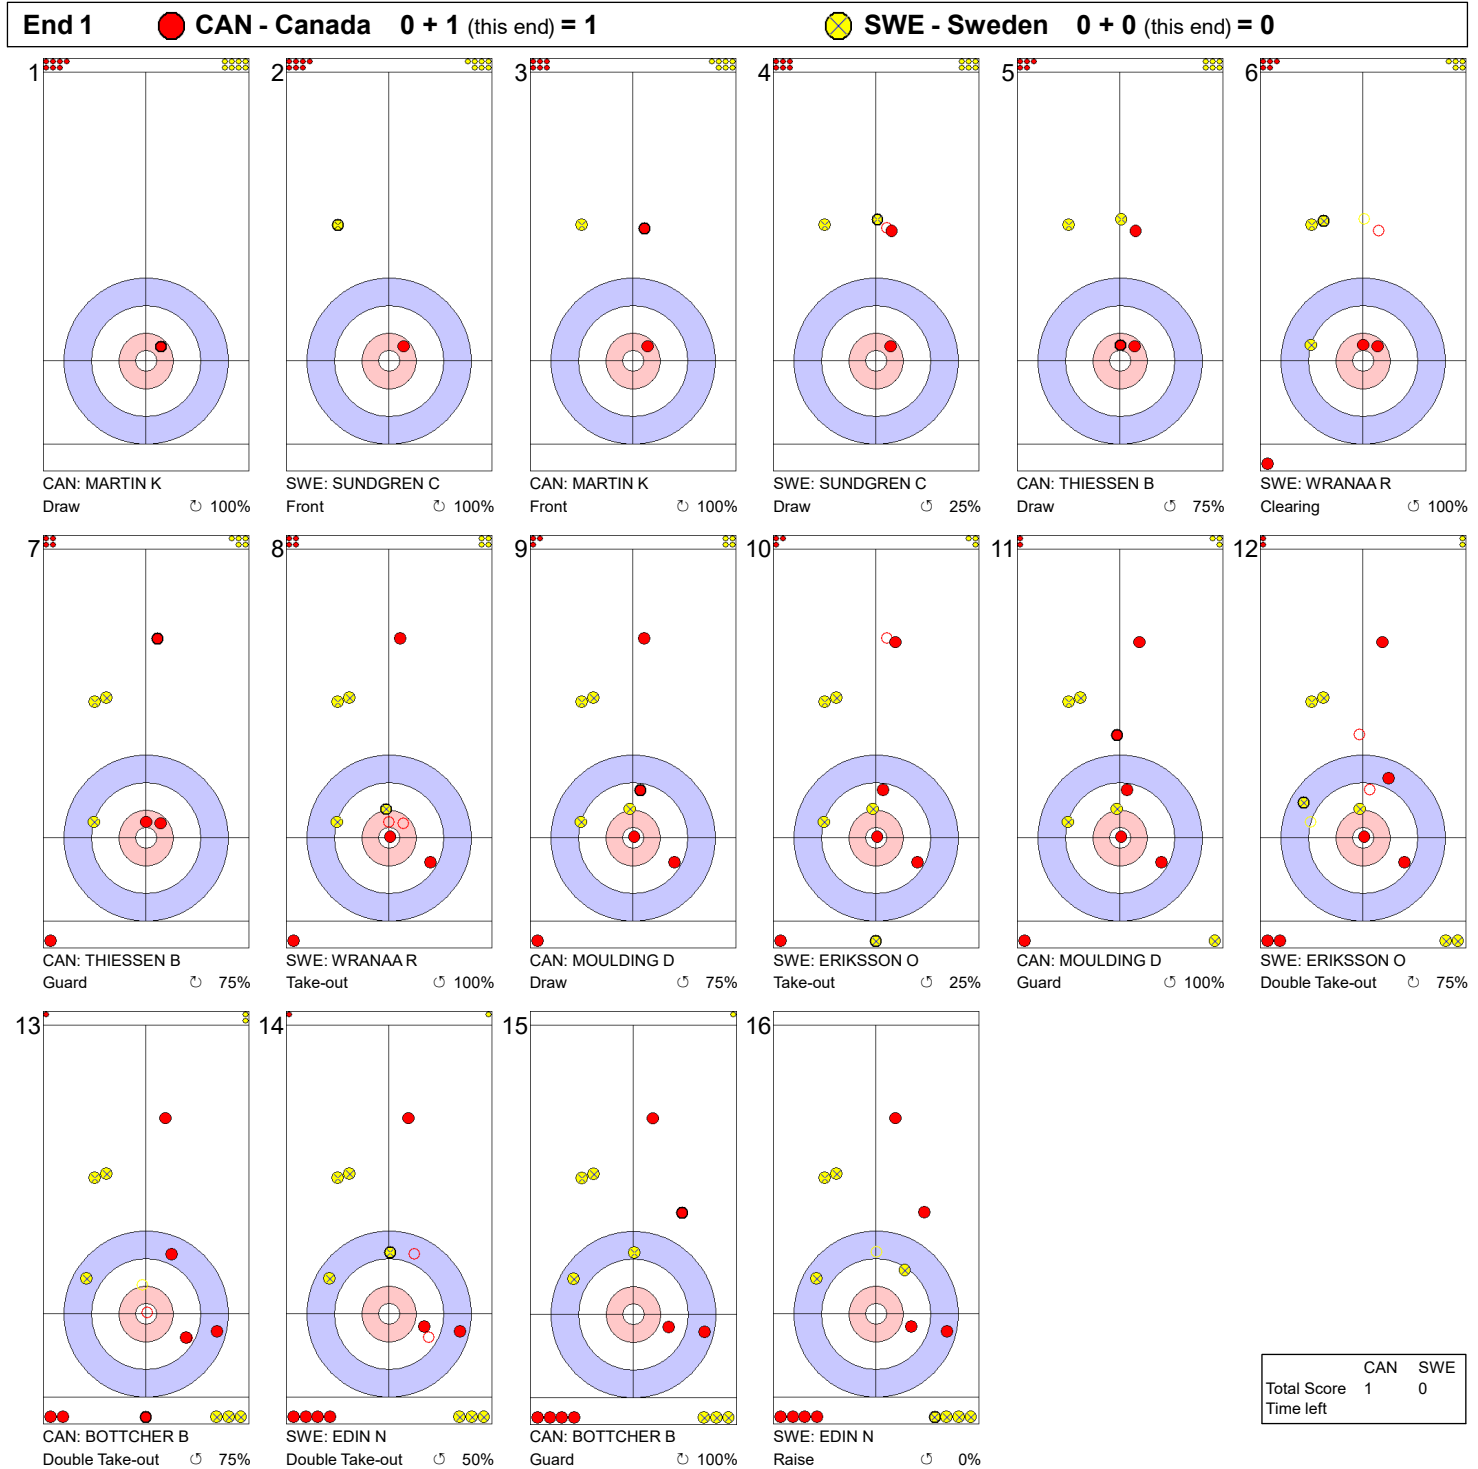 End 1 CAN - Canada 0 + 1 (this end) = 1 SWE - Sweden 0 + 0 (this end) = 0
1 2 3 4 5 6
CAN: MARTIN K SWE: SUNDGREN C CAN: MARTIN K SWE: SUNDGREN C CAN: THIESSEN B SWE: WRANAA R
Draw ↻ 100% Front ↻ 100% Front ↻ 100% Draw ↺ 25% Draw ↺ 75% Clearing ↻ 100%
7 8 9 10 11 12
CAN: THIESSEN B SWE: WRANAA R CAN: MOULDING D SWE: ERIKSSON O CAN: MOULDING D SWE: ERIKSSON O
Guard ↻ 75% Take-out ↻ 100% Draw ↺ 75% Take-out ↺ 25% Guard ↺ 100% Double Take-out ↻ 75%
13 14 15 16
CAN: BOTTCHER B SWE: EDIN N CAN: BOTTCHER B SWE: EDIN N
Double Take-out ↺ 75% Double Take-out ↺ 50% Guard ↻ 100% Raise ↺ 0%
CAN SWE
Total Score 1 0
Time left